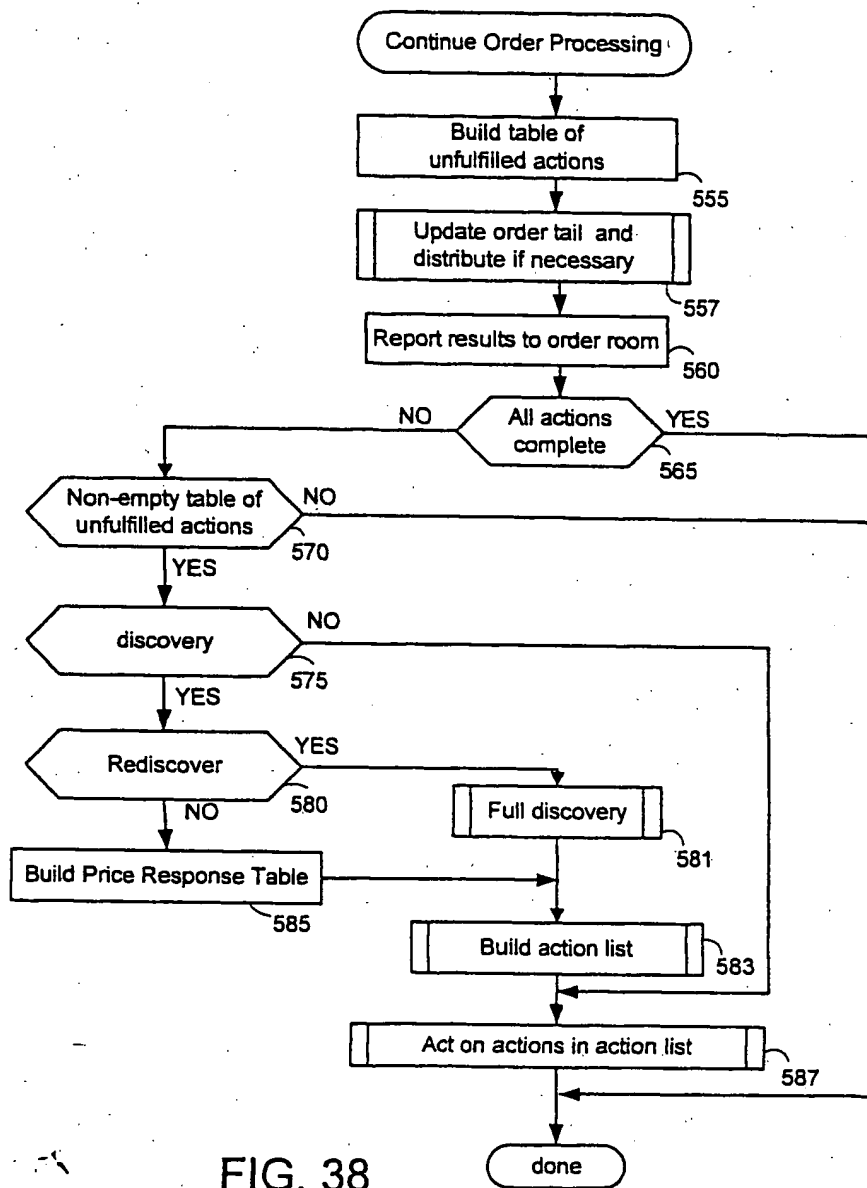 Continue Order Processing
Build table of
unfulfilled actions
555
Update order tail and
distribute if necessary
557
Report results to order room
560
NO
All actions
complete
YES
565
Non-empty table of
unfulfilled actions
NO
570
YES
discovery
NO
575
YES
Rediscover
YES
580
NO
Full discovery
581
Build Price Response Table
585
Build action list
583
Act on actions in action list
587
done
FIG. 38